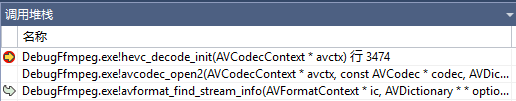 调用堆栈
名称
DebugFfmpeg.exe!hevc_decode_init(AVCodecContext * avctx) 行 3474
DebugFfmpeg.exe!avcodec_open2(AVCodecContext * avctx, const AVCodec * codec, AVDic...
DebugFfmpeg.exe!avformat_find_stream_info(AVFormatContext * ic, AVDictionary * * optio...